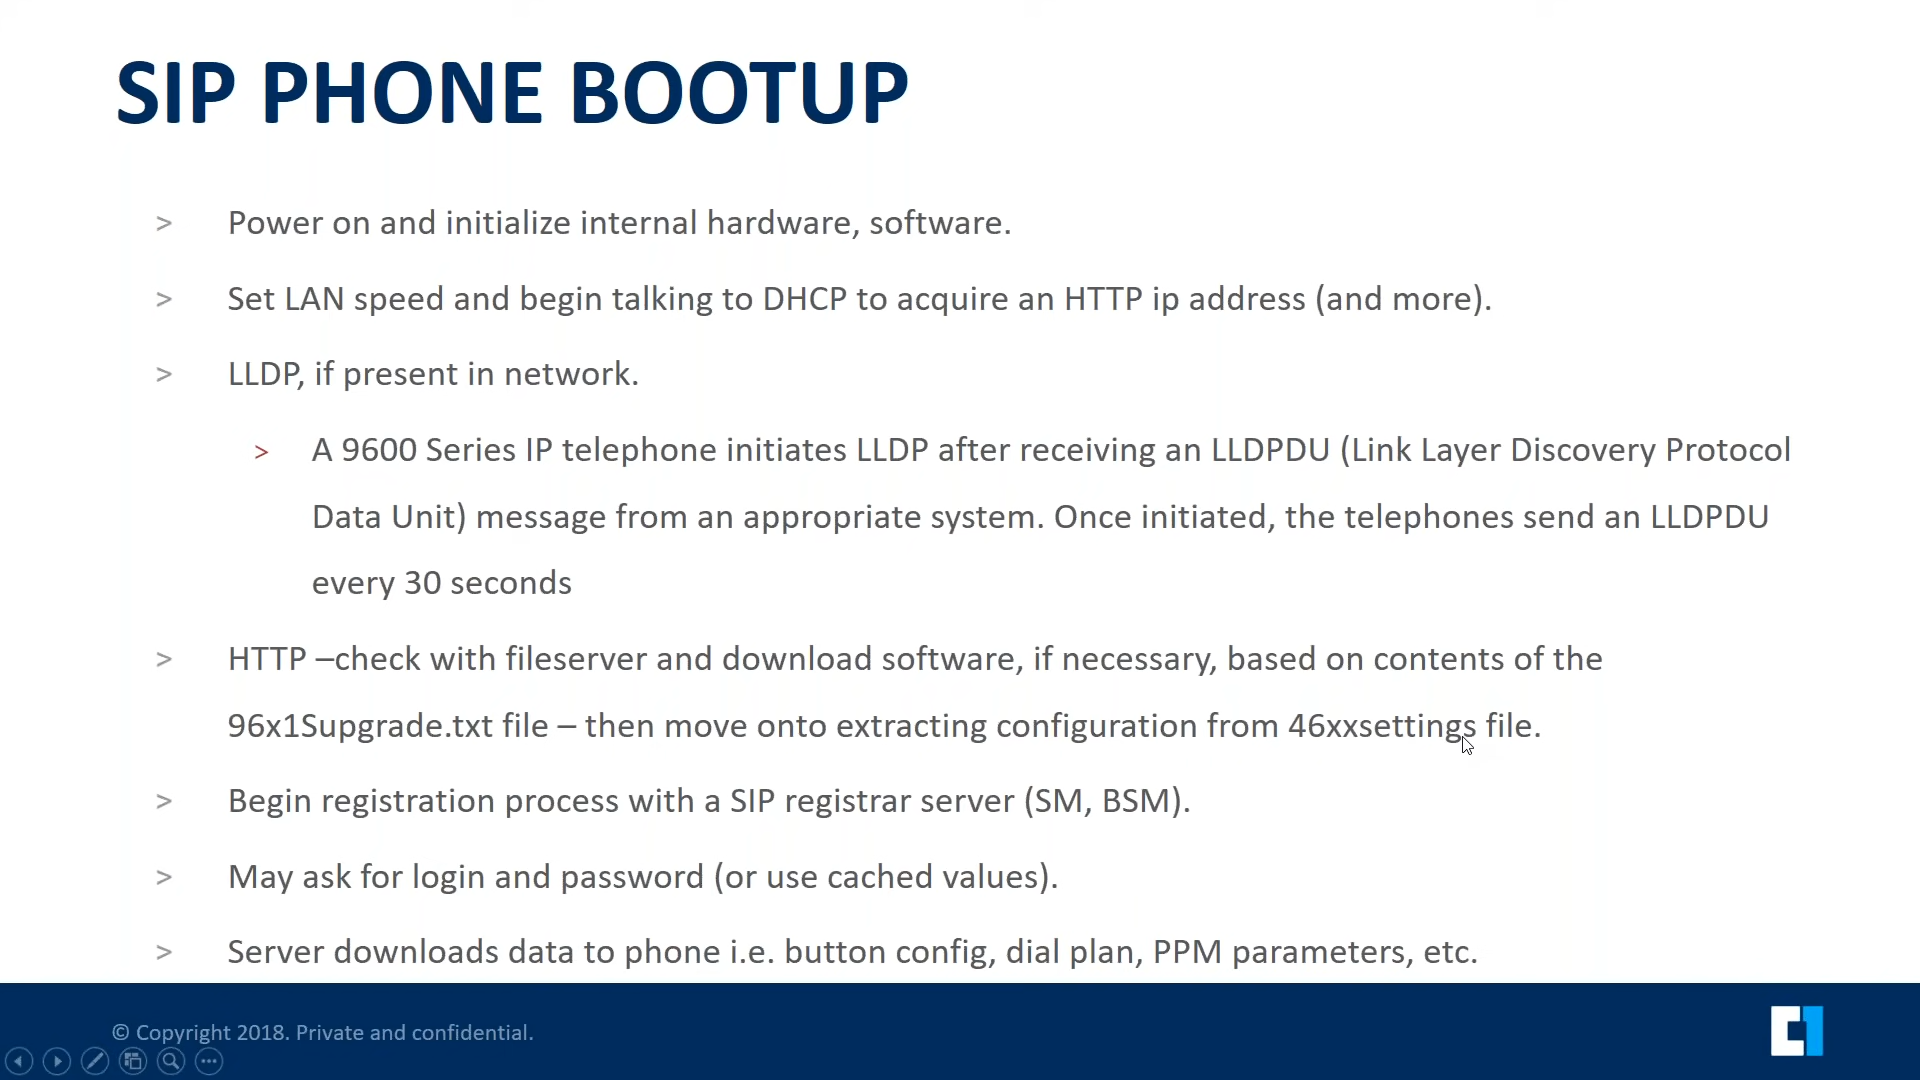 SIP PHONE BOOTUP
> Power on and initialize internal hardware, software.
> Set LAN speed and begin talking to DHCP to acquire an HTTP ip address (and more).
> LLDP, if present in network.
> A 9600 Series IP telephone initiates LLDP after receiving an LLDPDU (Link Layer Discovery Protocol
Data Unit) message from an appropriate system. Once initiated, the telephones send an LLDPDU
every 30 seconds
> HTTP –check with fileserver and download software, if necessary, based on contents of the
96x1Supgrade.txt file – then move onto extracting configuration from 46xxsettings file.
> Begin registration process with a SIP registrar server (SM, BSM).
> May ask for login and password (or use cached values).
> Server downloads data to phone i.e. button config, dial plan, PPM parameters, etc.
© Copyright 2018. Private and confidential.